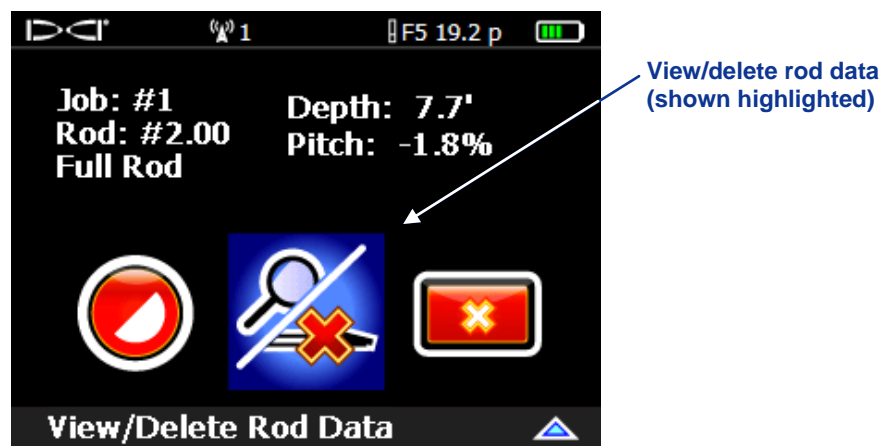 DCI 1 F5 19.2 p
View/delete rod data
(shown highlighted)
Job: #1
Rod: #2.00
Full Rod
Depth: 7.7'
Pitch: -1.8%
View/Delete Rod Data